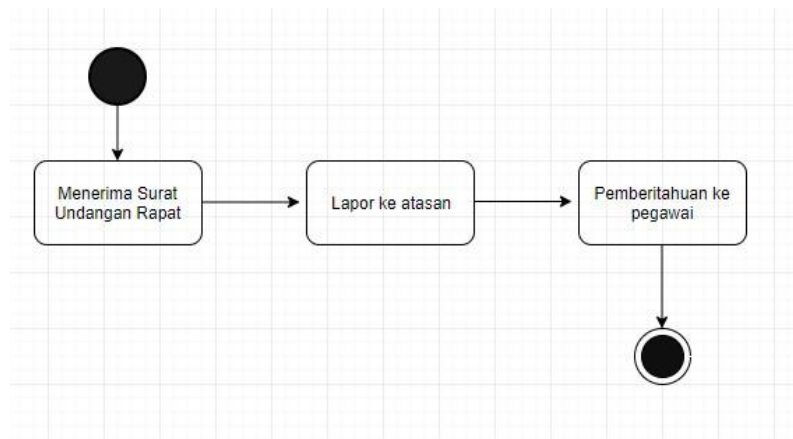 Menerima Surat
Undangan Rapat
Lapor ke atasan
Pemberitahuan ke
pegawai